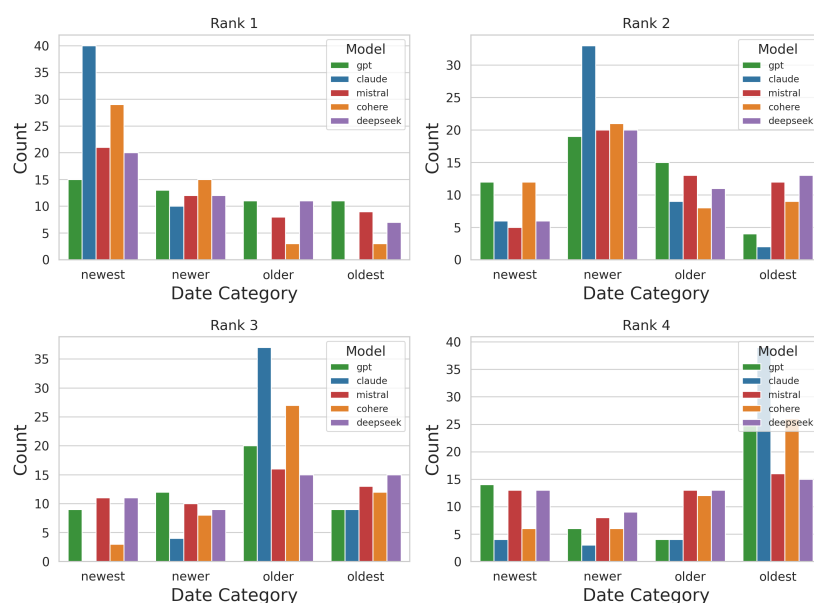 Rank 1
Count
40
35
30
25
20
15
10
5
0
newest newer older oldest
Date Category
Model
gpt
claude
mistral
cohere
deepseek
Rank 2
Count
30
25
20
15
10
5
0
newest newer older oldest
Date Category
Model
gpt
claude
mistral
cohere
deepseek
Rank 3
Count
35
30
25
20
15
10
5
0
newest newer older oldest
Date Category
Model
gpt
claude
mistral
cohere
deepseek
Rank 4
Count
40
35
30
25
20
15
10
5
0
newest newer older oldest
Date Category
Model
gpt
claude
mistral
cohere
deepseek